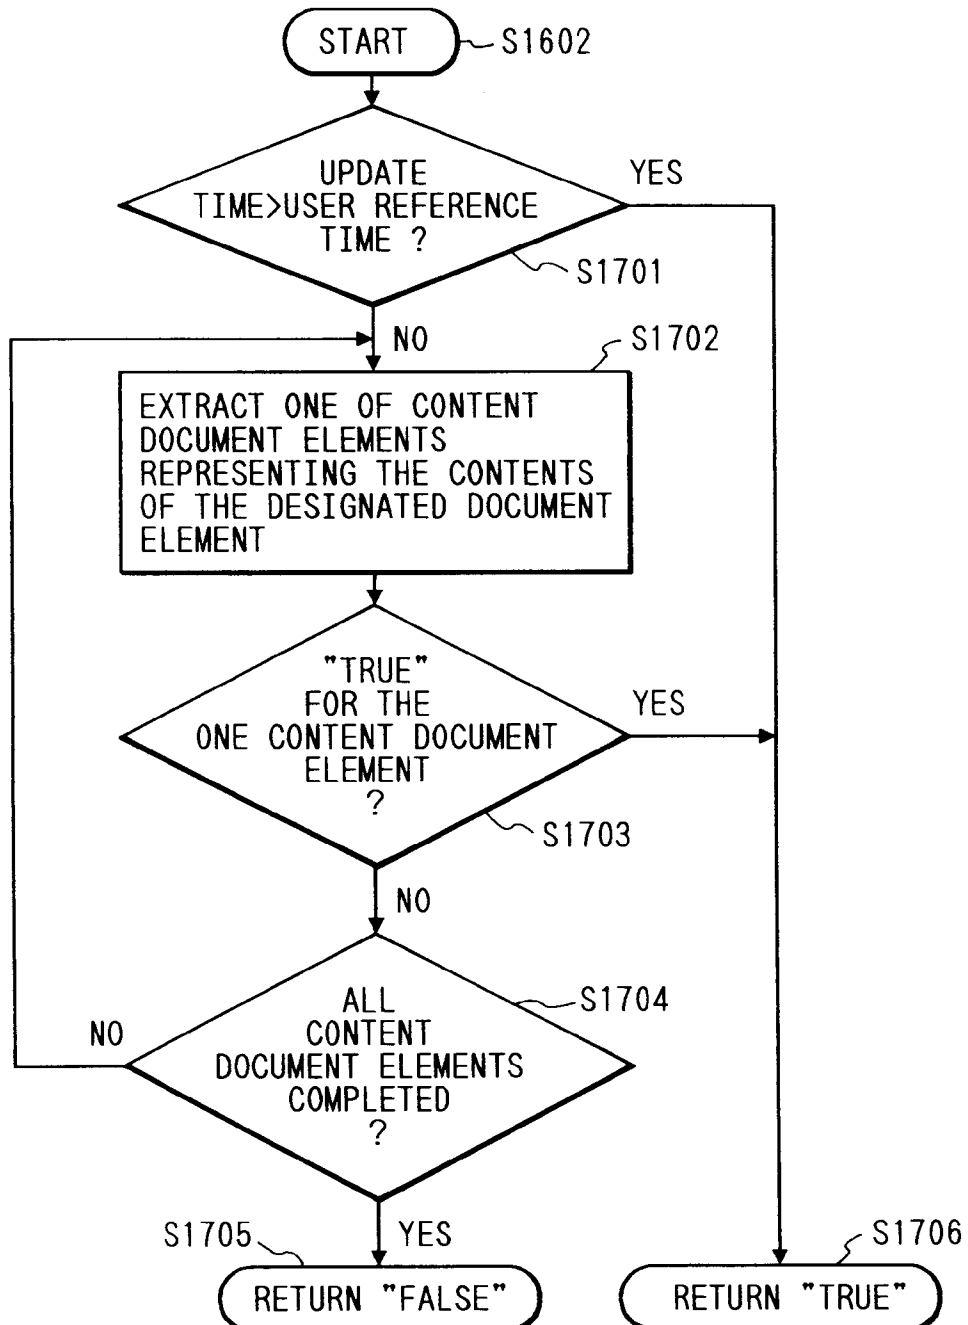 START
S1602
UPDATE
TIME>USER REFERENCE
TIME ?
YES
S1701
NO
S1702
EXTRACT ONE OF CONTENT
DOCUMENT ELEMENTS
REPRESENTING THE CONTENTS
OF THE DESIGNATED DOCUMENT
ELEMENT
"TRUE"
FOR THE
ONE CONTENT DOCUMENT
ELEMENT
?
YES
S1703
NO
ALL
CONTENT
DOCUMENT ELEMENTS
COMPLETED
?
S1704
NO
YES
S1705
RETURN "FALSE"
S1706
RETURN "TRUE"